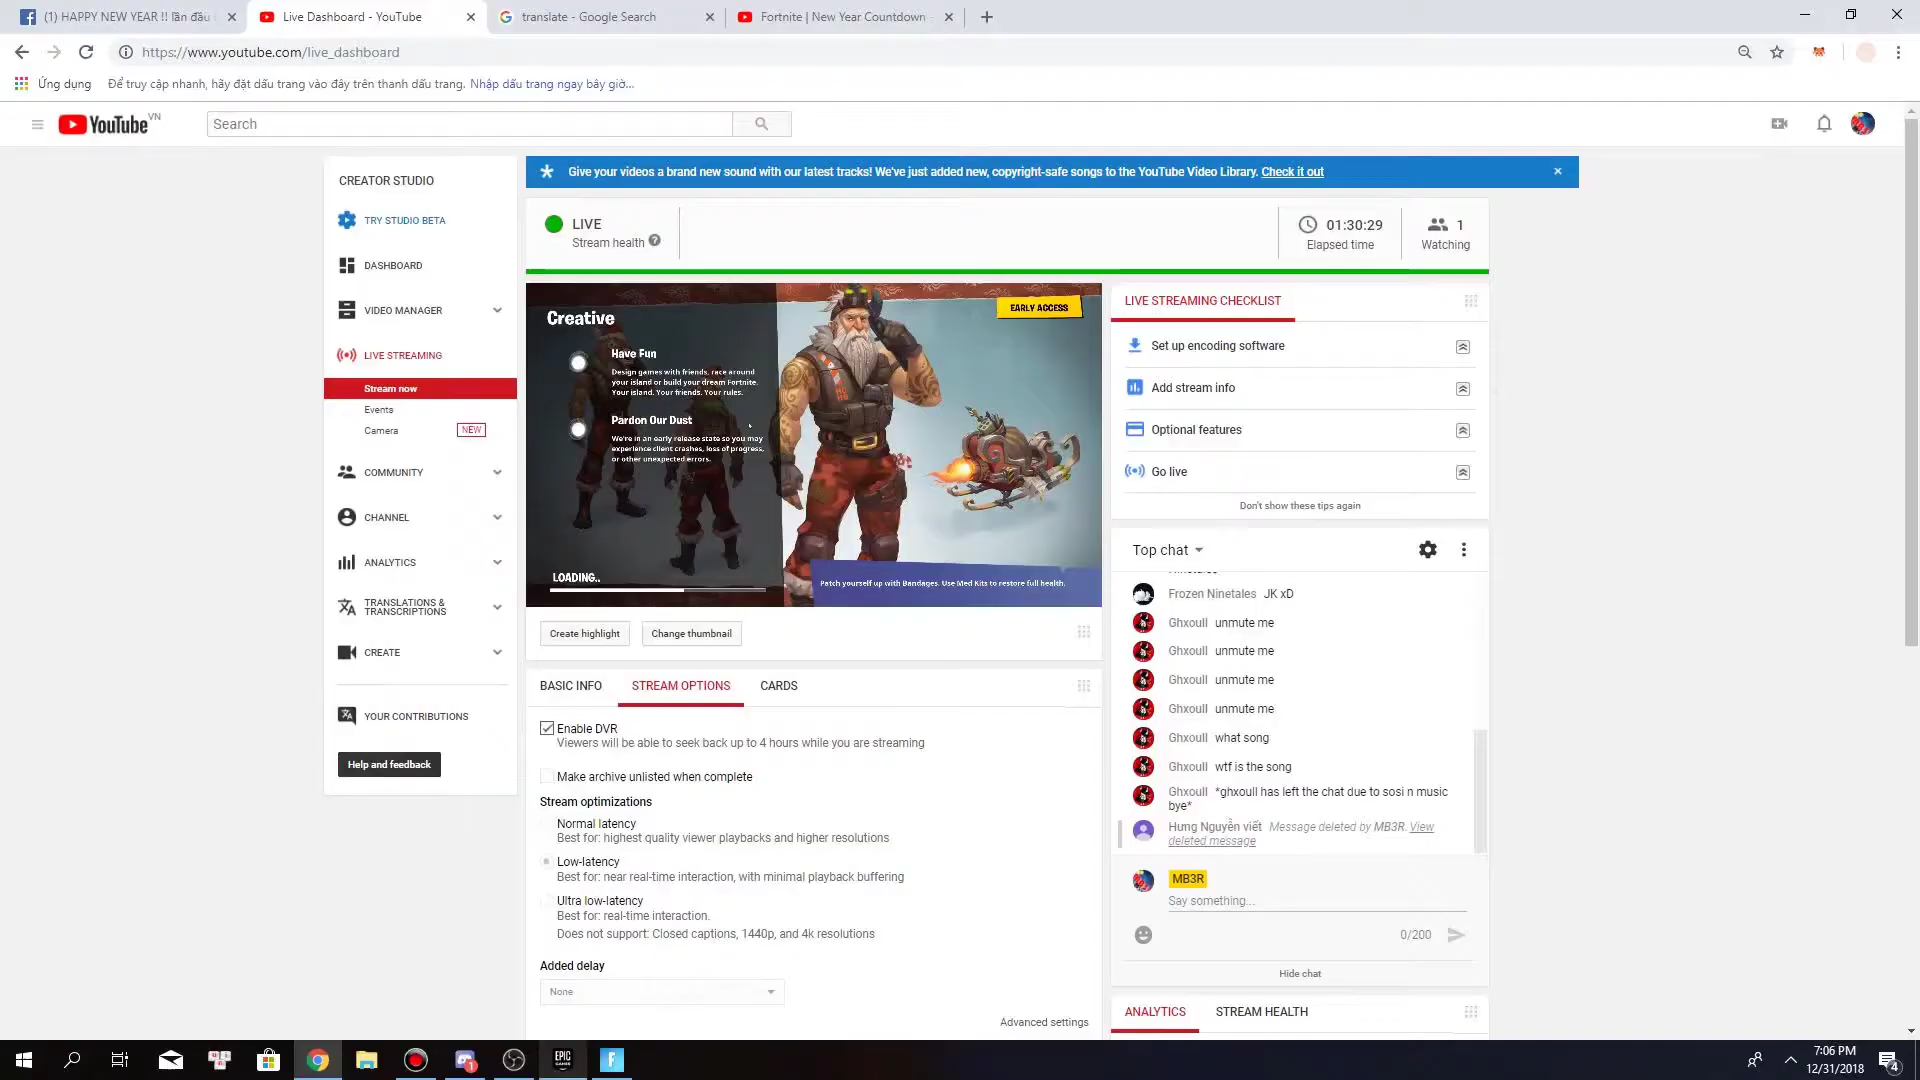 (1) HAPPY NEW YEAR !! lần đầu
Live Dashboard - YouTube
translate - Google Search
Fortnite | New Year Countdown
https://www.youtube.com/live_dashboard
Ứng dụng
Để truy cập nhanh, hãy đặt dấu trang vào đây trên thanh dấu trang.
Nhập dấu trang ngay bây giờ...
YouTube VN
Search
CREATOR STUDIO
TRY STUDIO BETA
DASHBOARD
VIDEO MANAGER
LIVE STREAMING
Stream now
Events
Camera
NEW
COMMUNITY
CHANNEL
ANALYTICS
TRANSLATIONS &
TRANSCRIPTIONS
CREATE
YOUR CONTRIBUTIONS
Help and feedback
Give your videos a brand new sound with our latest tracks! We've just added new, copyright-safe songs to the YouTube Video Library. Check it out
LIVE
Stream health
01:30:29
Elapsed time
1
Watching
Creative
EARLY ACCESS
Have Fun
Design games with friends, race around
your island or build your dream Fortnite.
Your island. Your friends. Your rules.
Pardon Our Dust
We're in an early release state so you may
experience client crashes, loss of progress,
or other unexpected errors.
LOADING..
Patch yourself up with Bandages. Use Med Kits to restore full health.
Create highlight
Change thumbnail
BASIC INFO
STREAM OPTIONS
CARDS
Enable DVR
Viewers will be able to seek back up to 4 hours while you are streaming
Make archive unlisted when complete
Stream optimizations
Normal latency
Best for: highest quality viewer playbacks and higher resolutions
Low-latency
Best for: near real-time interaction, with minimal playback buffering
Ultra low-latency
Best for: real-time interaction.
Does not support: Closed captions, 1440p, and 4k resolutions
Added delay
None
Advanced settings
LIVE STREAMING CHECKLIST
Set up encoding software
Add stream info
Optional features
Go live
Don't show these tips again
Top chat
Frozen Ninetales JK xD
Ghxoull unmute me
Ghxoull unmute me
Ghxoull unmute me
Ghxoull unmute me
Ghxoull what song
Ghxoull wtf is the song
Ghxoull *ghxoull has left the chat due to sosi n music
bye*
Hưng Nguyễn viết Message deleted by MB3R. View
deleted message
MB3R
Say something...
0/200
Hide chat
ANALYTICS
STREAM HEALTH
EPIC GAMES
1
7:06 PM
12/31/2018
4